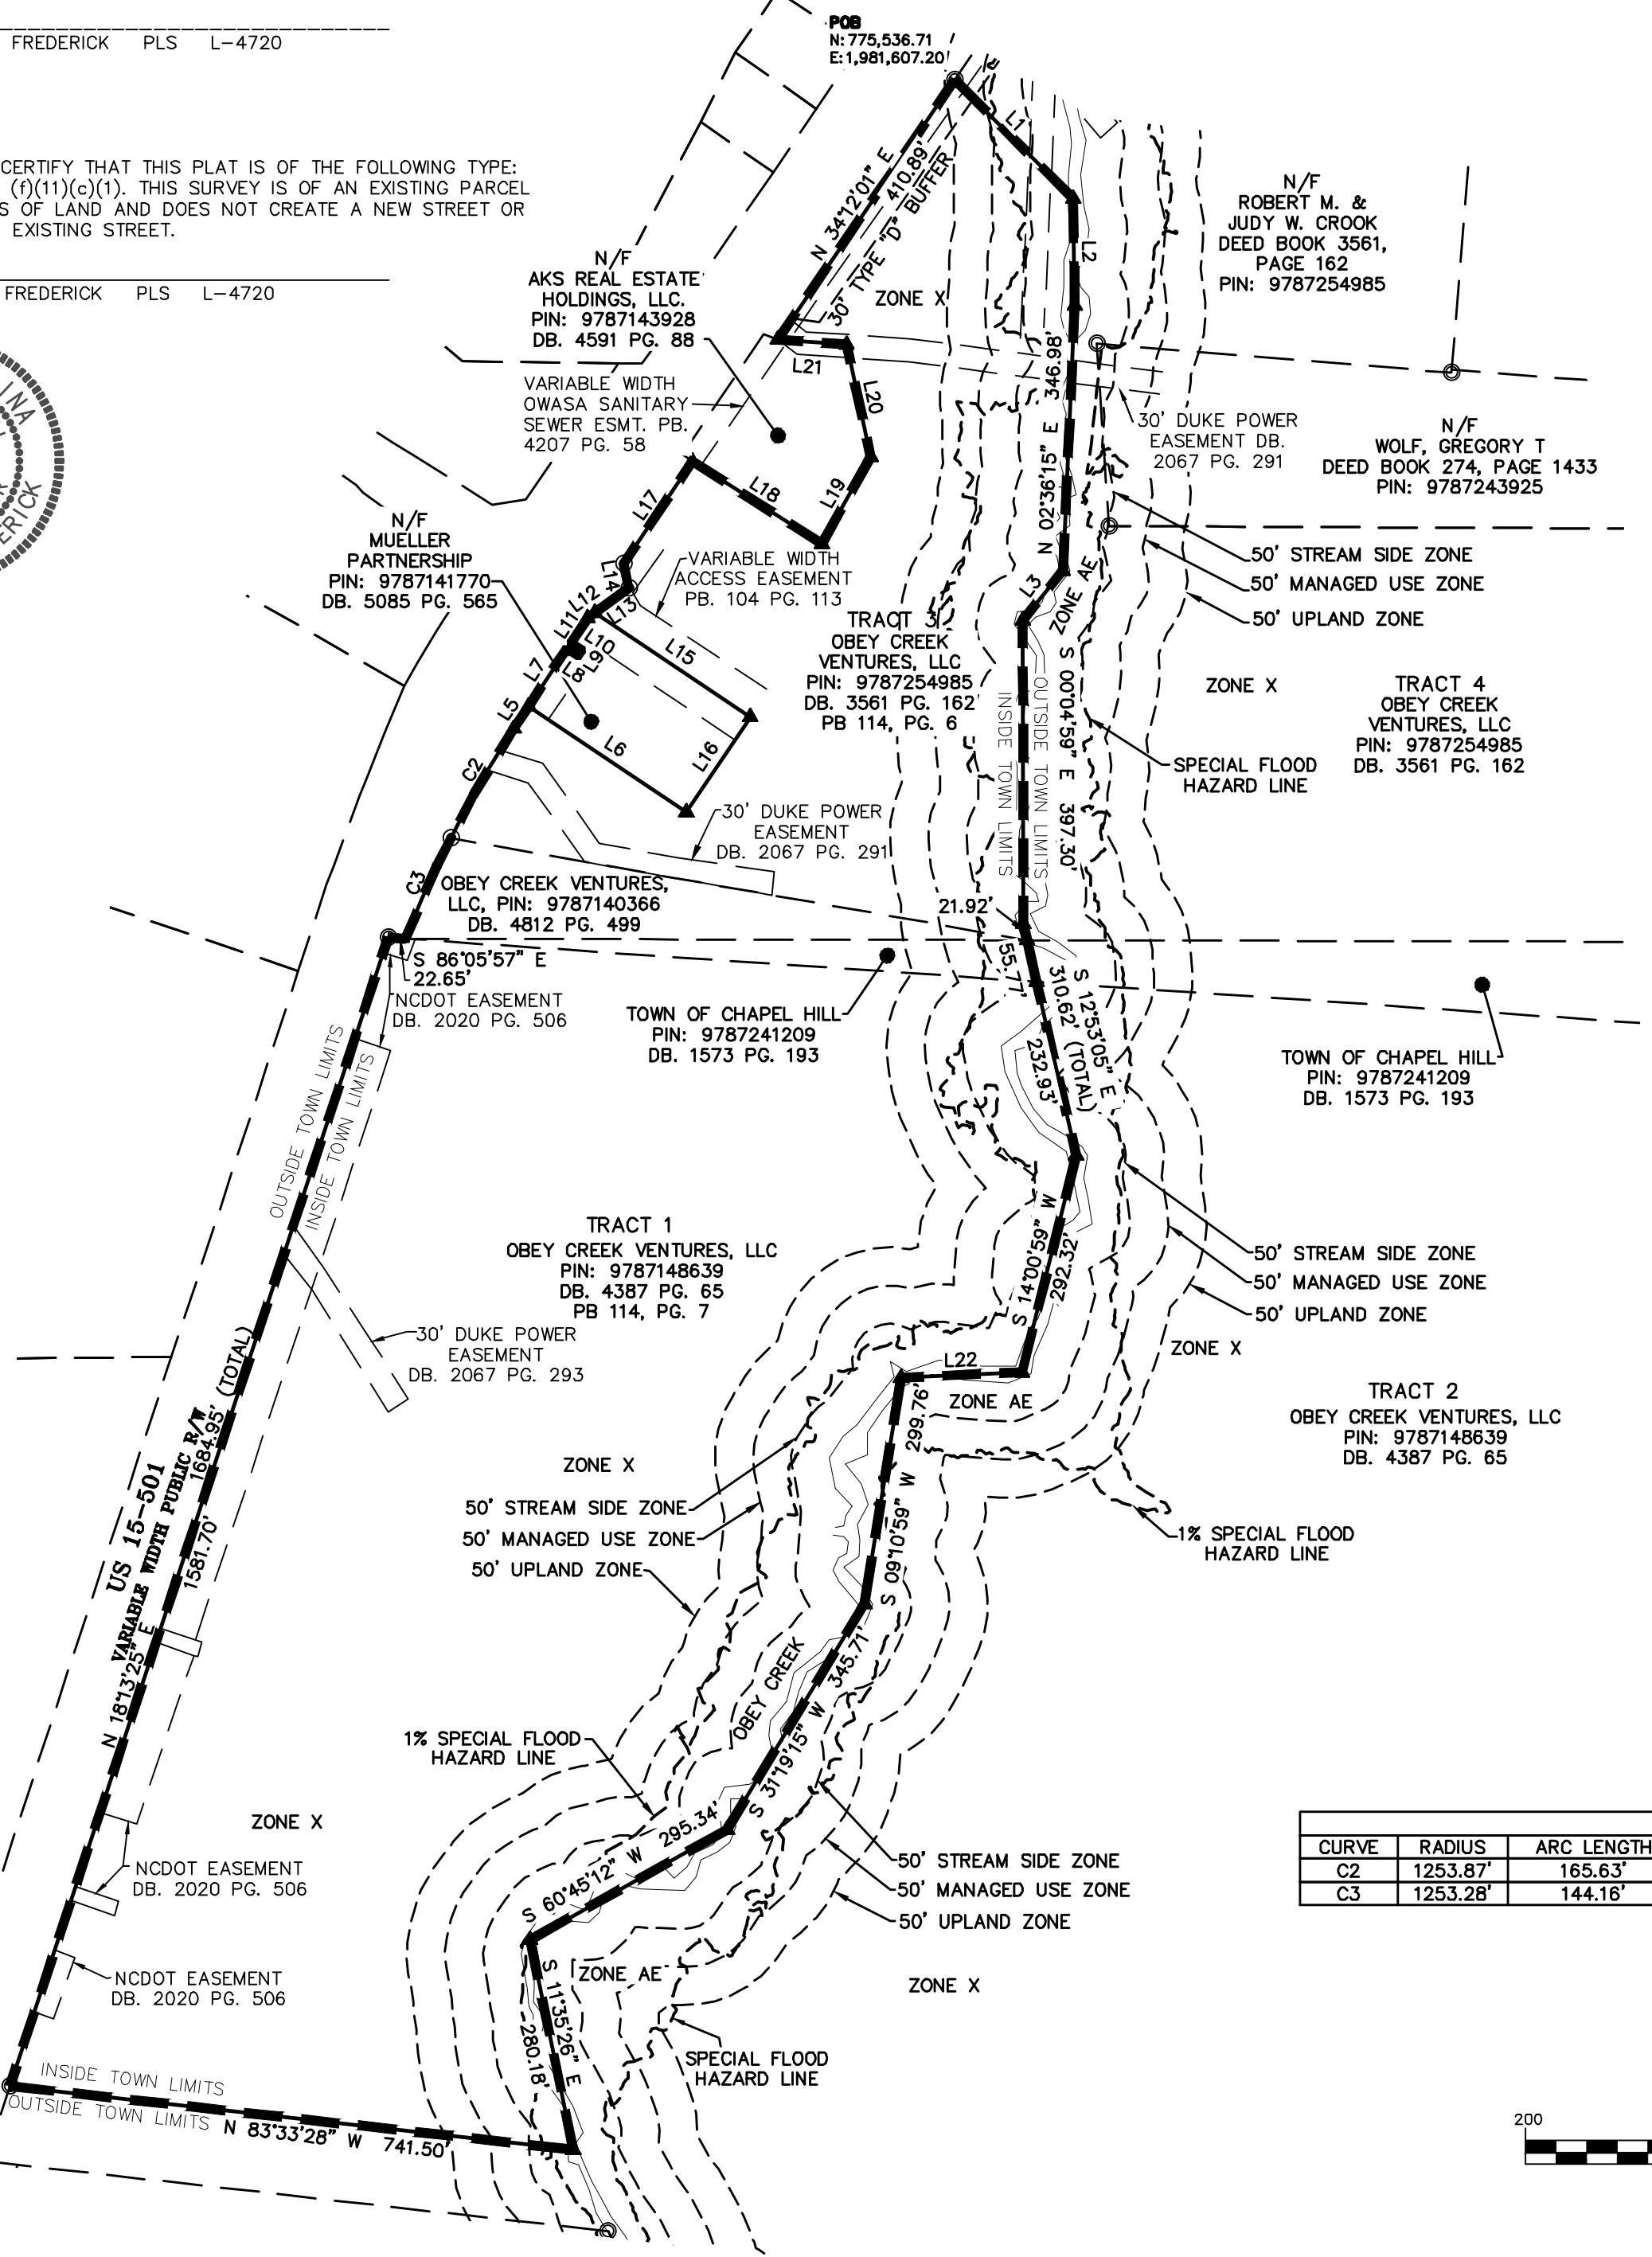 FREDERICK PLS L-4720
CERTIFY THAT THIS PLAT IS OF THE FOLLOWING TYPE:
(f)(11)(c)(1). THIS SURVEY IS OF AN EXISTING PARCEL
S OF LAND AND DOES NOT CREATE A NEW STREET OR
EXISTING STREET.
FREDERICK PLS L-4720
POB
N: 775,536.71
E: 1,981,607.20
L1
L2
N 34°12'01" E
410.89'
30' TYPE "D" BUFFER
ZONE X
N/F
ROBERT M. &
JUDY W. CROOK
DEED BOOK 3561,
PAGE 162
PIN: 9787254985
N/F
AKS REAL ESTATE
HOLDINGS, LLC.
PIN: 9787143928
DB. 4591 PG. 88
VARIABLE WIDTH
OWASA SANITARY
SEWER ESMT. PB.
4207 PG. 58
L21
L20
L19
L18
L17
N 02°36'15" E 346.98'
30' DUKE POWER
EASEMENT DB.
2067 PG. 291
N/F
WOLF, GREGORY T
DEED BOOK 274, PAGE 1433
PIN: 9787243925
N/F
MUELLER
PARTNERSHIP
PIN: 9787141770
DB. 5085 PG. 565
L14
L12
L13
L11
L10
L9
L8
L7
L5
L15
L6
L16
C2
VARIABLE WIDTH
ACCESS EASEMENT
PB. 104 PG. 113
L3
ZONE AE
50' STREAM SIDE ZONE
50' MANAGED USE ZONE
50' UPLAND ZONE
TRACT 3
OBEY CREEK
VENTURES, LLC
PIN: 9787254985
DB. 3561 PG. 162
PB 114, PG. 6
INSIDE TOWN LIMITS
OUTSIDE TOWN LIMITS
S 00°04'59" E 397.30'
ZONE X
TRACT 4
OBEY CREEK
VENTURES, LLC
PIN: 9787254985
DB. 3561 PG. 162
SPECIAL FLOOD
HAZARD LINE
30' DUKE POWER
EASEMENT
DB. 2067 PG. 291
C3
OBEY CREEK VENTURES,
LLC, PIN: 9787140366
DB. 4812 PG. 499
21.92'
55.77'
S 86°05'57" E
22.65'
NCDOT EASEMENT
DB. 2020 PG. 506
TOWN OF CHAPEL HILL
PIN: 9787241209
DB. 1573 PG. 193
S 12°53'05" E
310.62' (TOTAL)
232.93'
TOWN OF CHAPEL HILL
PIN: 9787241209
DB. 1573 PG. 193
OUTSIDE TOWN LIMITS
INSIDE TOWN LIMITS
TRACT 1
OBEY CREEK VENTURES, LLC
PIN: 9787148639
DB. 4387 PG. 65
PB 114, PG. 7
S 14°00'59" W
292.32'
50' STREAM SIDE ZONE
50' MANAGED USE ZONE
50' UPLAND ZONE
ZONE X
30' DUKE POWER
EASEMENT
DB. 2067 PG. 293
L22
ZONE AE
TRACT 2
OBEY CREEK VENTURES, LLC
PIN: 9787148639
DB. 4387 PG. 65
US 15-501
VARIABLE WIDTH PUBLIC R/W
1684.95' (TOTAL)
1581.70'
N 18°13'25" E
ZONE X
50' STREAM SIDE ZONE
50' MANAGED USE ZONE
50' UPLAND ZONE
299.76'
S 09°10'59" W
1% SPECIAL FLOOD
HAZARD LINE
OBEY CREEK
S 31°19'15" W 345.71'
1% SPECIAL FLOOD
HAZARD LINE
ZONE X
CURVE RADIUS ARC LENGTH
C2 1253.87' 165.63'
C3 1253.28' 144.16'
S 60°45'12" W 295.34'
50' STREAM SIDE ZONE
50' MANAGED USE ZONE
50' UPLAND ZONE
NCDOT EASEMENT
DB. 2020 PG. 506
NCDOT EASEMENT
DB. 2020 PG. 506
ZONE AE
ZONE X
S 11°35'26" E
280.18'
SPECIAL FLOOD
HAZARD LINE
INSIDE TOWN LIMITS
OUTSIDE TOWN LIMITS
N 83°33'28" W 741.50'
200